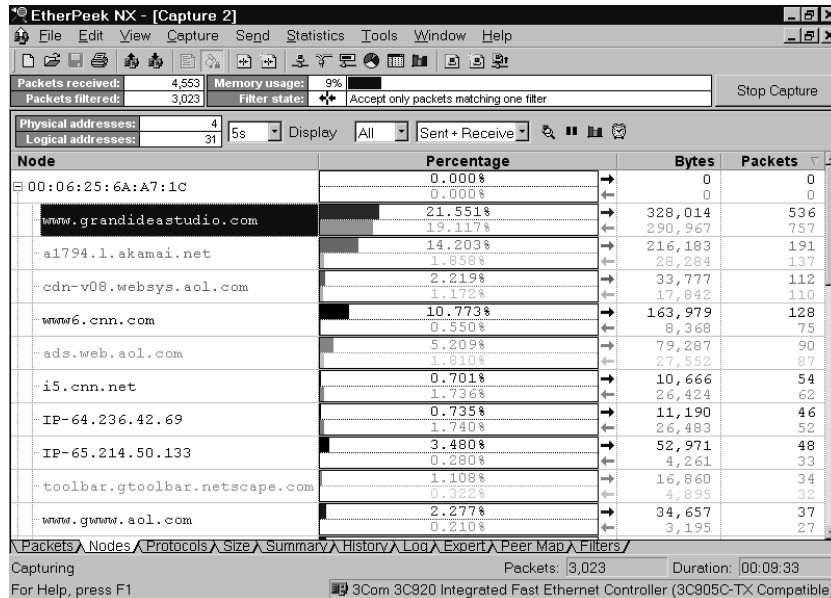 EtherPeek NX - [Capture 2]
File Edit View Capture Send Statistics Tools Window Help
Packets received: 4,553 Memory usage: 9%
Packets filtered: 3,023 Filter state: Accept only packets matching one filter
Stop Capture
Physical addresses: 4
Logical addresses: 31
5s Display All Sent + Receive
Node Percentage Bytes Packets
00:06:25:6A:A7:1C 0.000% 0 0
0.000% 0 0
www.grandideastudio.com 21.551% 328,014 536
19.117% 290,967 757
a1794.l.akamai.net 14.203% 216,183 191
1.858% 28,284 137
cdn-v08.websys.aol.com 2.219% 33,777 112
1.172% 17,842 110
www6.cnn.com 10.773% 163,979 128
0.550% 8,368 75
ads.web.aol.com 5.209% 79,287 90
1.810% 27,552 87
i5.cnn.net 0.701% 10,666 54
1.736% 26,424 62
IP-64.236.42.69 0.735% 11,190 46
1.740% 26,483 52
IP-65.214.50.133 3.480% 52,971 48
0.280% 4,261 33
toolbar.gtoolbar.netscape.com 1.108% 16,860 34
0.322% 4,895 32
www.gwww.aol.com 2.277% 34,657 37
0.210% 3,195 27
Packets Nodes Protocols Size Summary History Log Expert Peer Map Filters
Capturing Packets: 3,023 Duration: 00:09:33
For Help, press F1 3Com 3C920 Integrated Fast Ethernet Controller (3C905C-TX Compatible